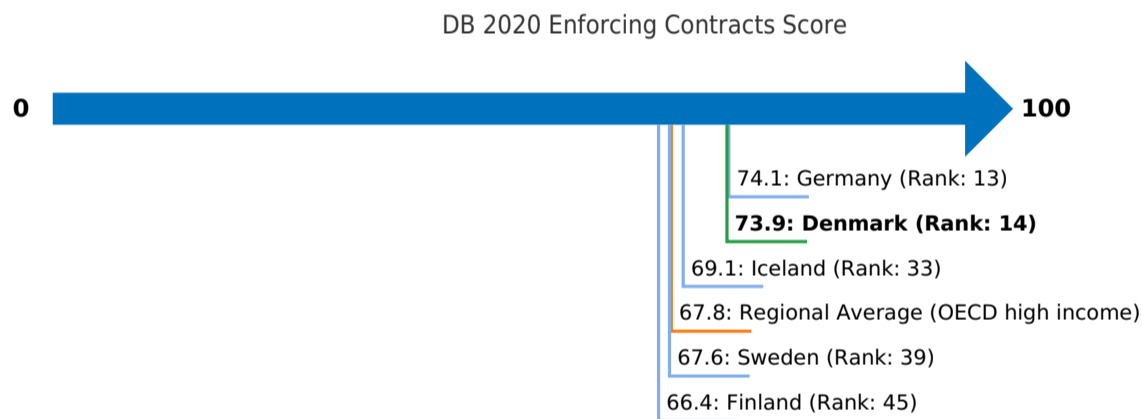 DB 2020 Enforcing Contracts Score
0
100
74.1: Germany (Rank: 13)
73.9: Denmark (Rank: 14)
69.1: Iceland (Rank: 33)
67.8: Regional Average (OECD high income)
67.6: Sweden (Rank: 39)
66.4: Finland (Rank: 45)